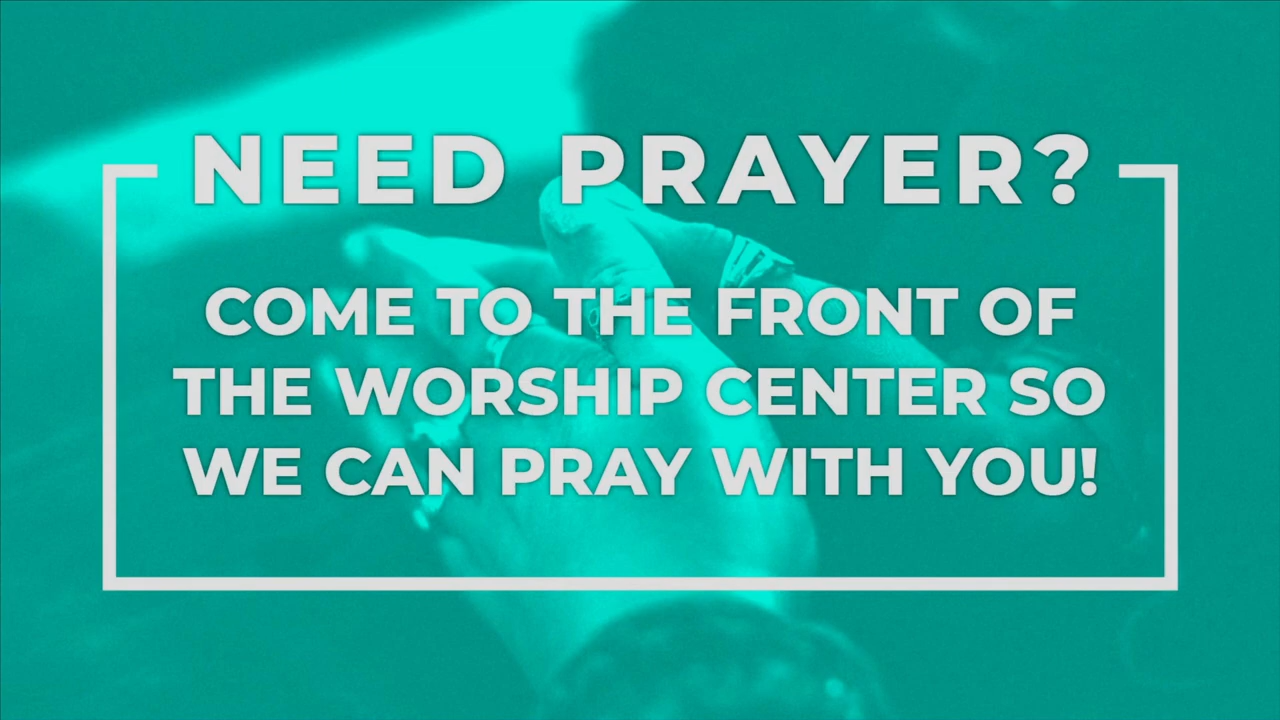 NEED PRAYER?
COME TO THE FRONT OF
THE WORSHIP CENTER SO
WE CAN PRAY WITH YOU!